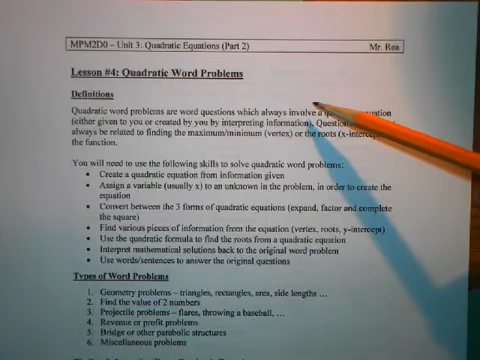 MPM2D0 – Unit 3: Quadratic Equations (Part 2) Mr. Rea
Lesson #4: Quadratic Word Problems
Definitions
Quadratic word problems are word questions which always involve a
(either given to you or created by you by interpreting information).
always be related to finding the maximum/minimum (vertex) or the roots
the function.
You will need to use the following skills to solve quadratic word problems:
• Create a quadratic equation from information given
• Assign a variable (usually x) to an unknown in the problem, in order to create the
equation
• Convert between the 3 forms of quadratic equations (expand, factor and complete
the square)
• Find various pieces of information from the equation (vertex, roots, y-intercept)
• Use the quadratic formula to find the roots from a quadratic equation
• Interpret mathematical solutions back to the original word problem
• Use words/sentences to answer the original questions
Types of Word Problems
1. Geometry problems – triangles, rectangles, area, side lengths ...
2. Find the value of 2 numbers
3. Projectile problems – flares, throwing a baseball, ...
4. Revenue or profit problems
5. Bridge or other parabolic structures
6. Miscellaneous problems